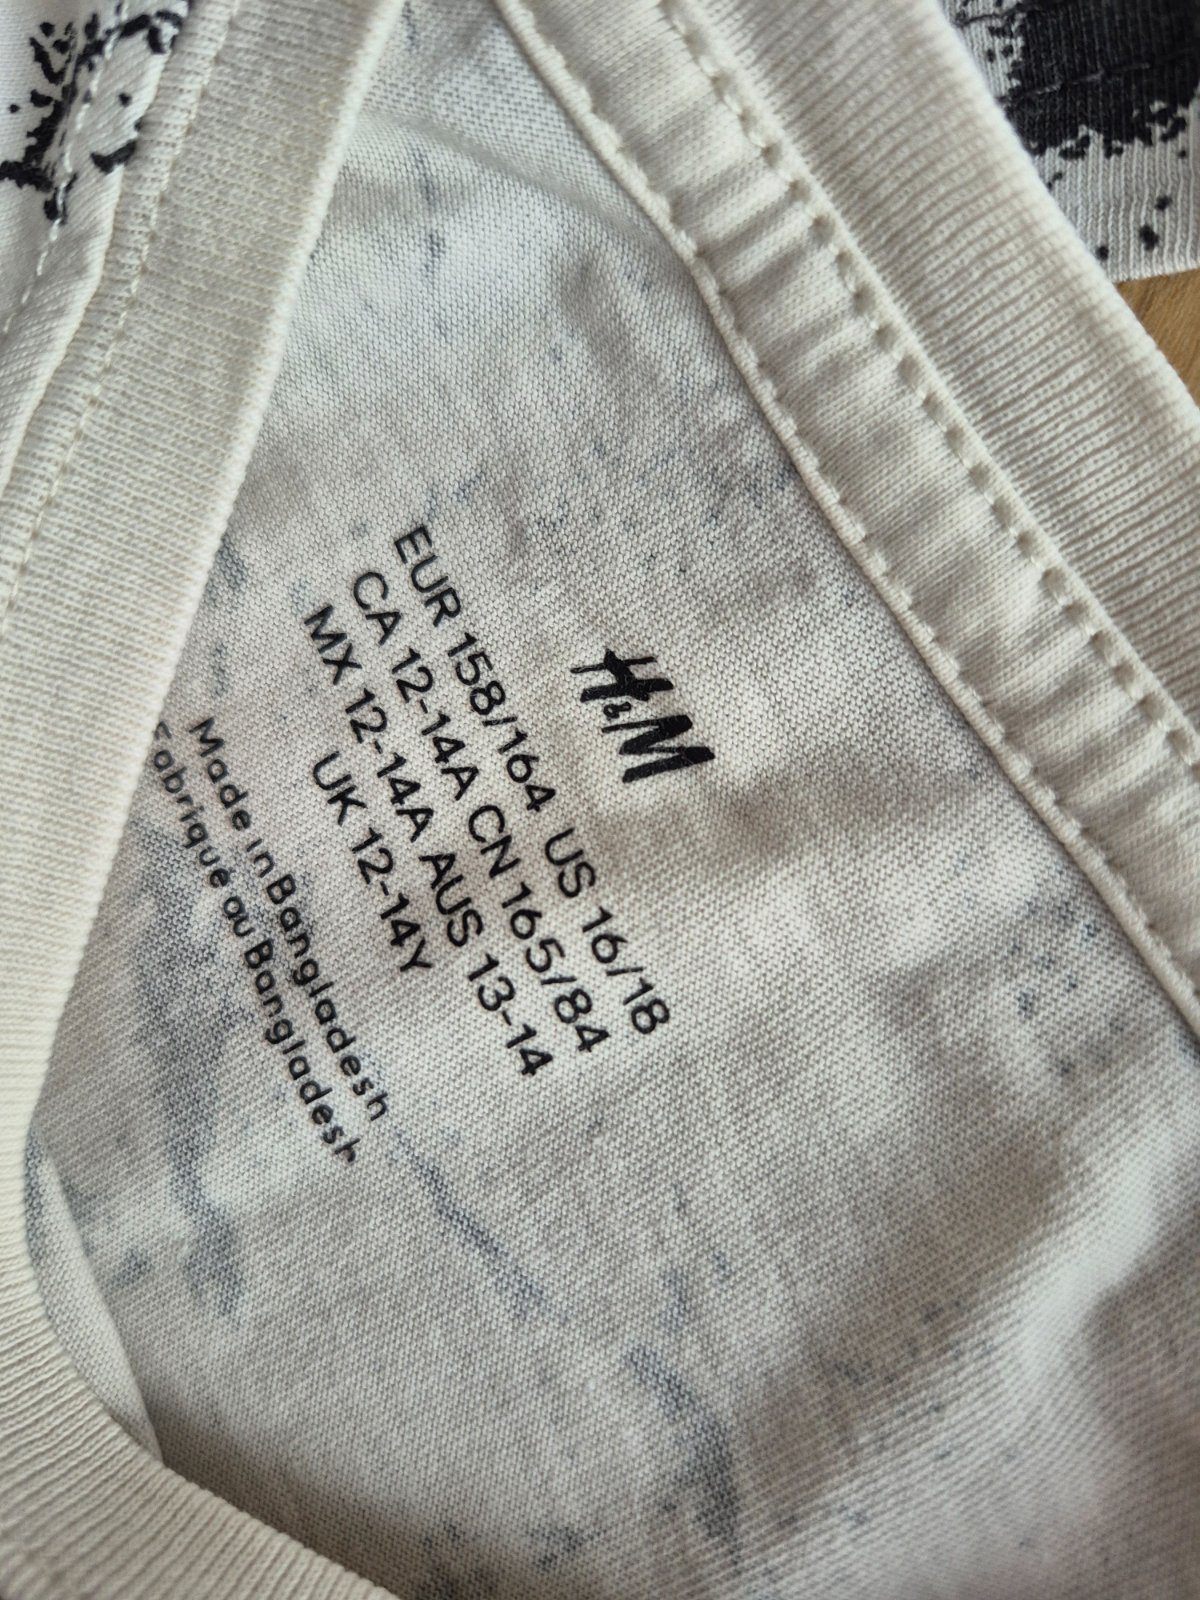 H&M
EUR 158/164 US 16/18
CA 12-14A CN 165/84
MX 12-14A AUS 13-14
UK 12-14Y
Made in Bangladesh
Fabriqué au Bangladesh